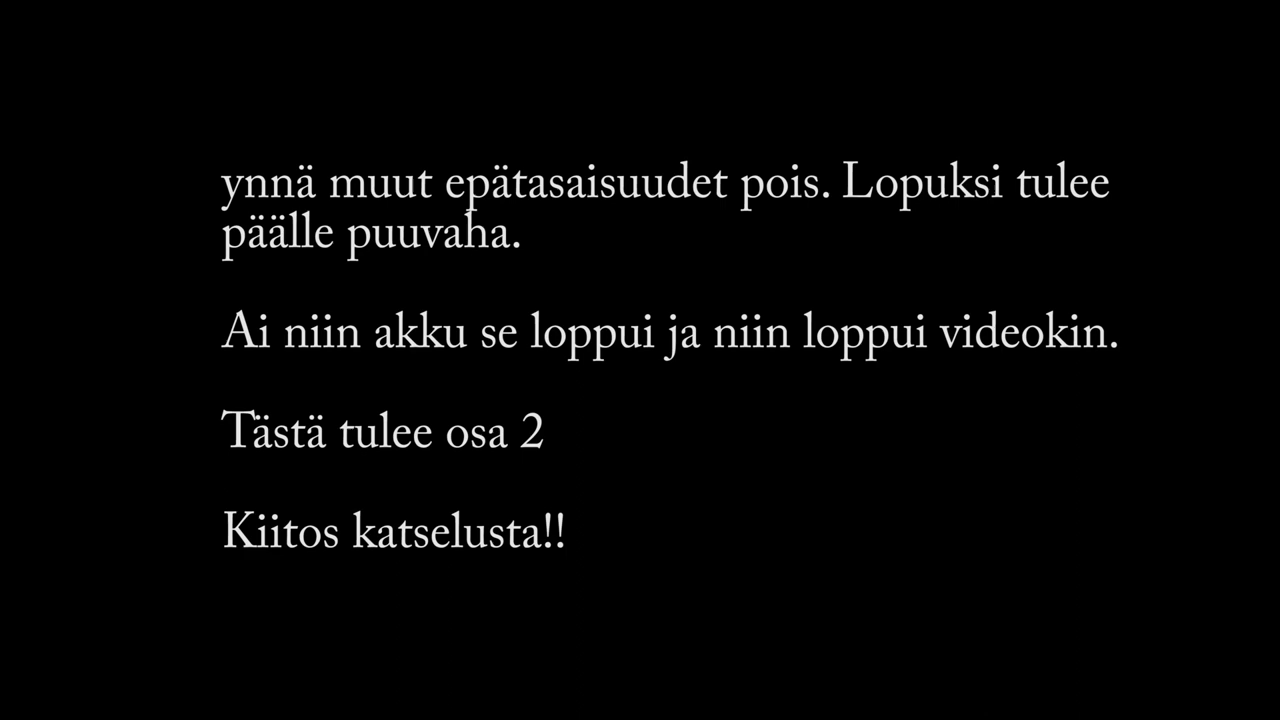 ynnä muut epätasaisuudet pois. Lopuksi tulee
päälle puuvaha.
Ai niin akku se loppui ja niin loppui videokin.
Tästä tulee osa 2
Kiitos katselusta!!